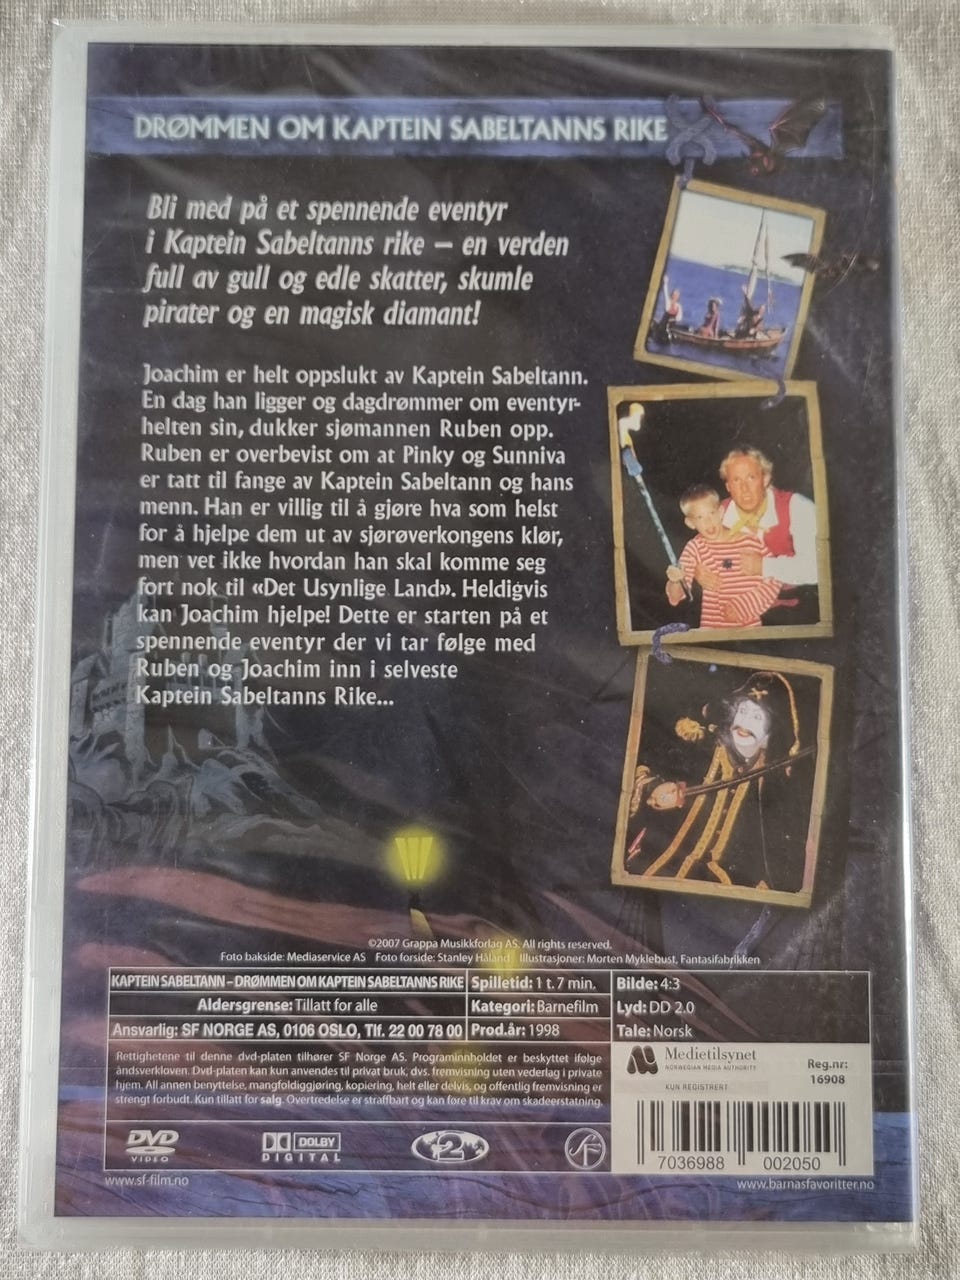 DRØMMEN OM KAPTEIN SABELTANNS RIKE
Bli med på et spennende eventyr
i Kaptein Sabeltanns rike – en verden
full av gull og edle skatter, skumle
pirater og en magisk diamant!
Joachim er helt oppslukt av Kaptein Sabeltann.
En dag han ligger og dagdrømmer om eventyr-
helten sin, dukker sjømannen Ruben opp.
Ruben er overbevist om at Pinky og Sunniva
er tatt til fange av Kaptein Sabeltann og hans
menn. Han er villig til å gjøre hva som helst
for å hjelpe dem ut av sjørøverkongens klør,
men vet ikke hvordan han skal komme seg
fort nok til «Det Usynlige Land». Heldigvis
kan Joachim hjelpe! Dette er starten på et
spennende eventyr der vi tar følge med
Ruben og Joachim inn i selveste
Kaptein Sabeltanns Rike...
©2007 Grappa Musikkforlag AS. All rights reserved.
Foto bakside: Mediaservice AS Foto forside: Stanley Håland Illustrasjoner: Morten Myklebust, Fantasifabrikken
KAPTEIN SABELTANN – DRØMMEN OM KAPTEIN SABELTANNS RIKE Spilletid: 1 t. 7 min. Bilde: 4:3
Aldersgrense: Tillatt for alle Kategori: Barnefilm Lyd: DD 2.0
Ansvarlig: SF NORGE AS, 0106 OSLO, Tlf. 22 00 78 00 Prod.år: 1998 Tale: Norsk
Rettighetene til denne dvd-platen tilhører SF Norge AS. Programinnholdet er beskyttet ifølge
åndsverkloven. Dvd-platen kan kun anvendes til privat bruk, dvs. fremvisning uten vederlag i private
hjem. All annen benyttelse, mangfoldiggjøring, kopiering, helt eller delvis, og offentlig fremvisning er
strengt forbudt. Kun tillatt for salg. Overtredelse er straffbart og kan føre til krav om skadeerstatning.
Medietilsynet
NORWEGIAN MEDIA AUTHORITY
KUN REGISTRERT
Reg.nr:
16908
DVD
VIDEO
DOLBY
DIGITAL
2
SF
7036988 002050
www.sf-film.no
www.barnasfavoritter.no